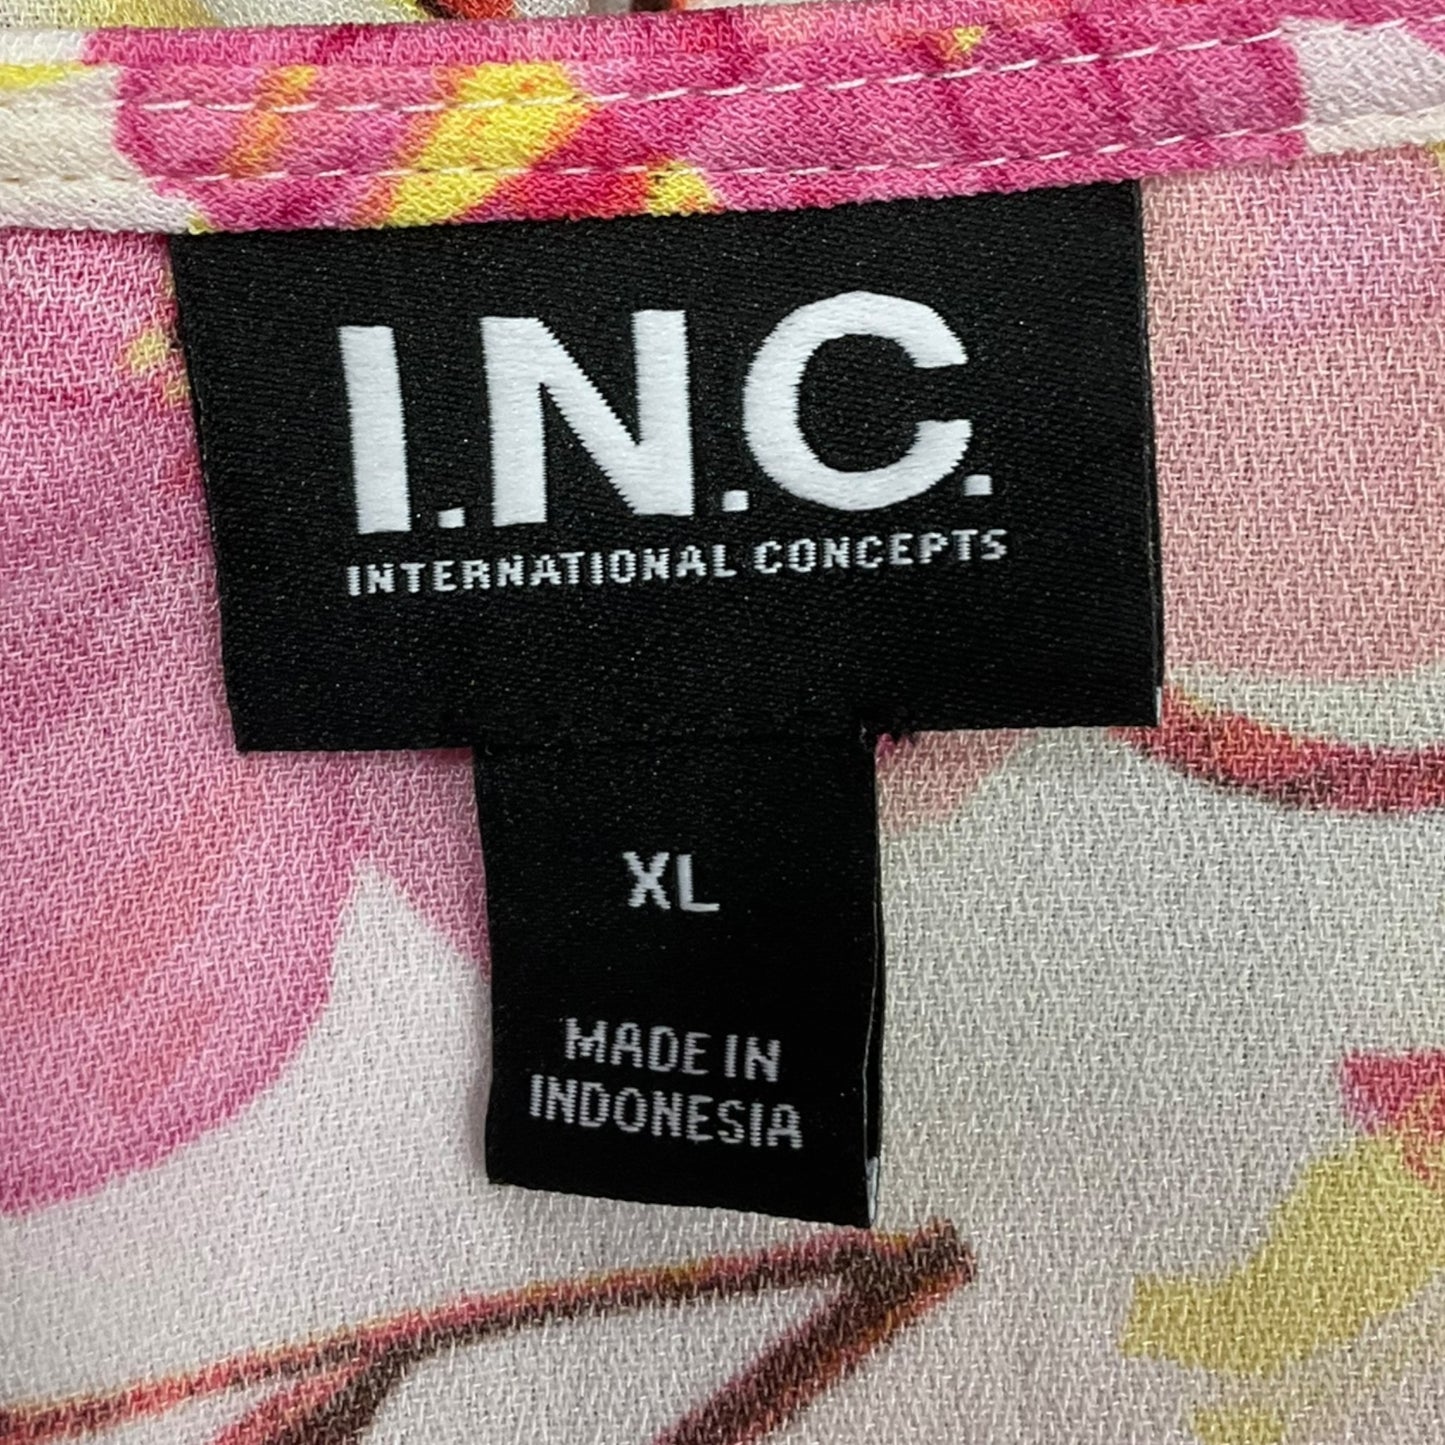 I.N.C.
INTERNATIONAL CONCEPTS
XL
MADE IN
INDONESIA